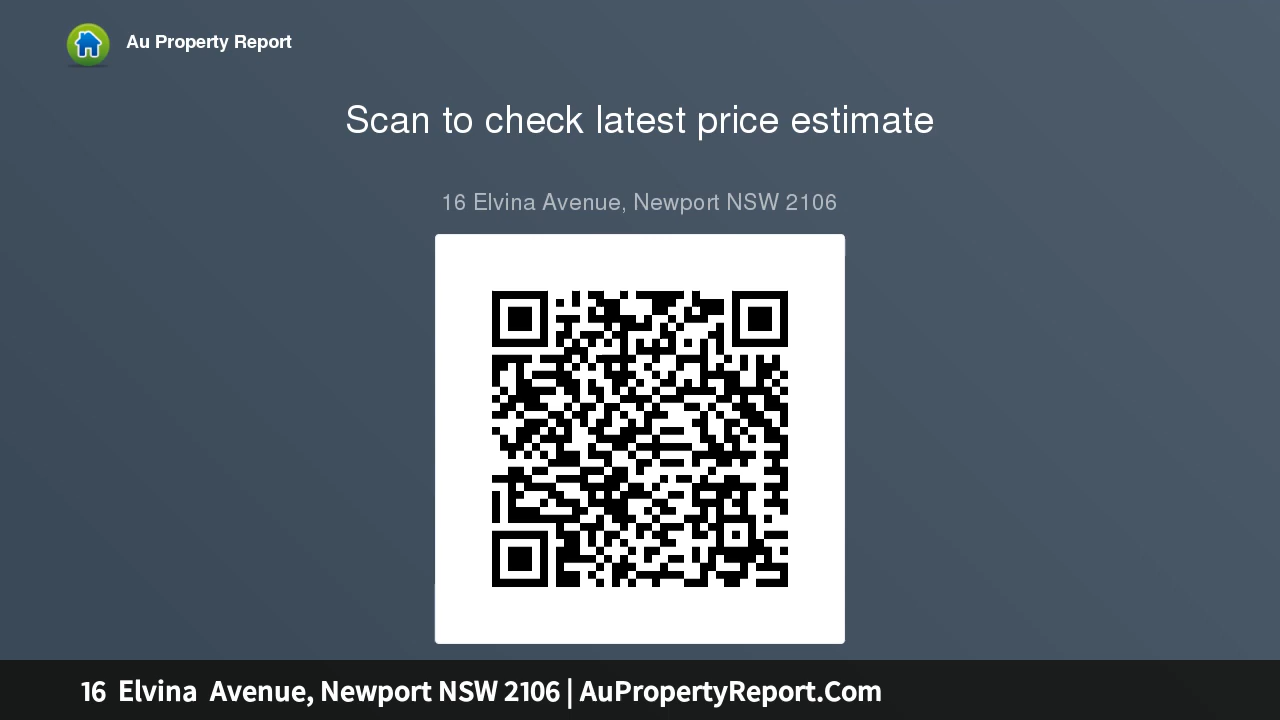 Au Property Report
Scan to check latest price estimate
16 Elvina Avenue, Newport NSW 2106
16 Elvina Avenue, Newport NSW 2106 | AuPropertyReport.Com